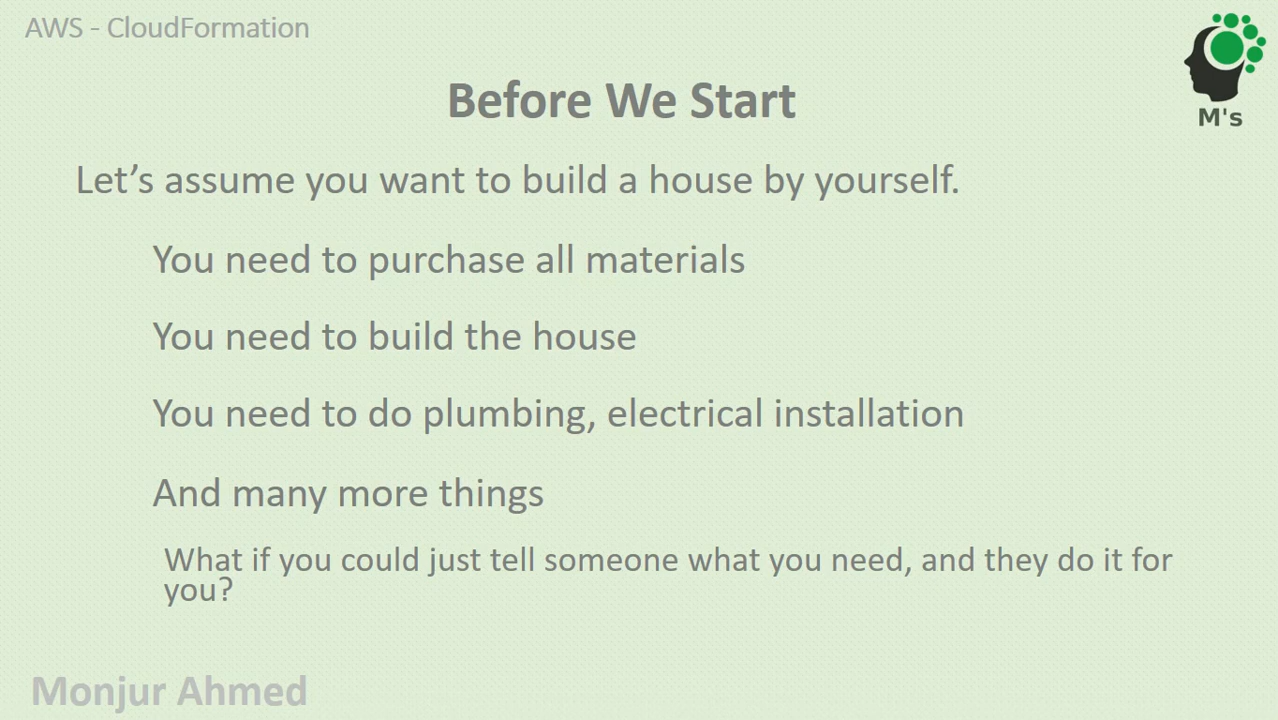 AWS - CloudFormation
M's
Before We Start
Let’s assume you want to build a house by yourself.
You need to purchase all materials
You need to build the house
You need to do plumbing, electrical installation
And many more things
What if you could just tell someone what you need, and they do it for
you?
Monjur Ahmed